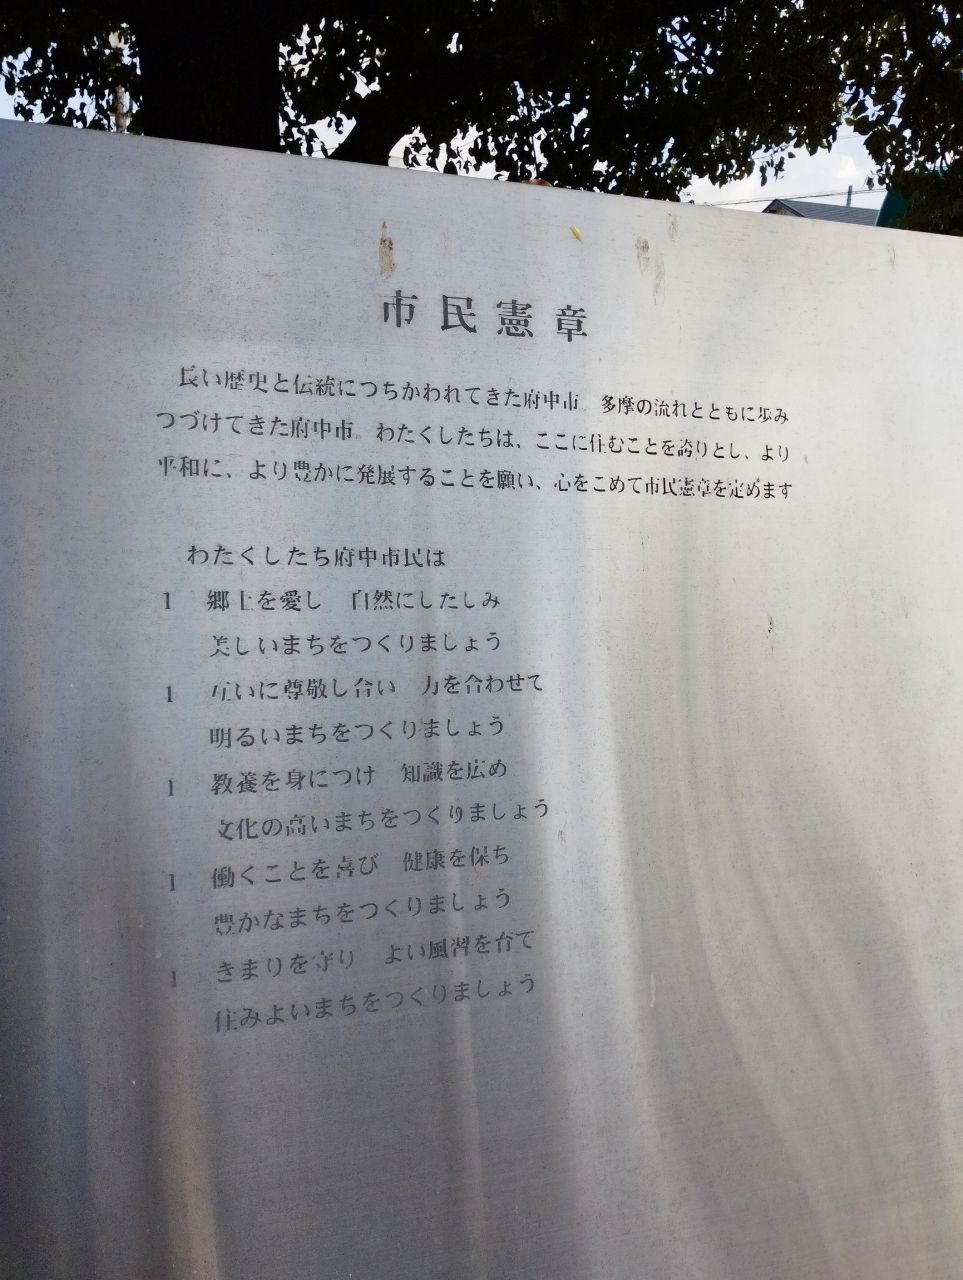 市民憲章
長い歴史と伝統につちかわれてきた府中市　多摩の流れとともに歩み
つづけてきた府中市　わたくしたちは、ここに住むことを誇りとし、より
平和に、より豊かに発展することを願い、心をこめて市民憲章を定めます
わたくしたち府中市民は
1　郷土を愛し　自然にしたしみ
美しいまちをつくりましょう
1　互いに尊敬し合い　力を合わせて
明るいまちをつくりましょう
1　教養を身につけ　知識を広め
文化の高いまちをつくりましょう
1　働くことを喜び　健康を保ち
豊かなまちをつくりましょう
1　きまりを守り　よい風習を育て
住みよいまちをつくりましょう